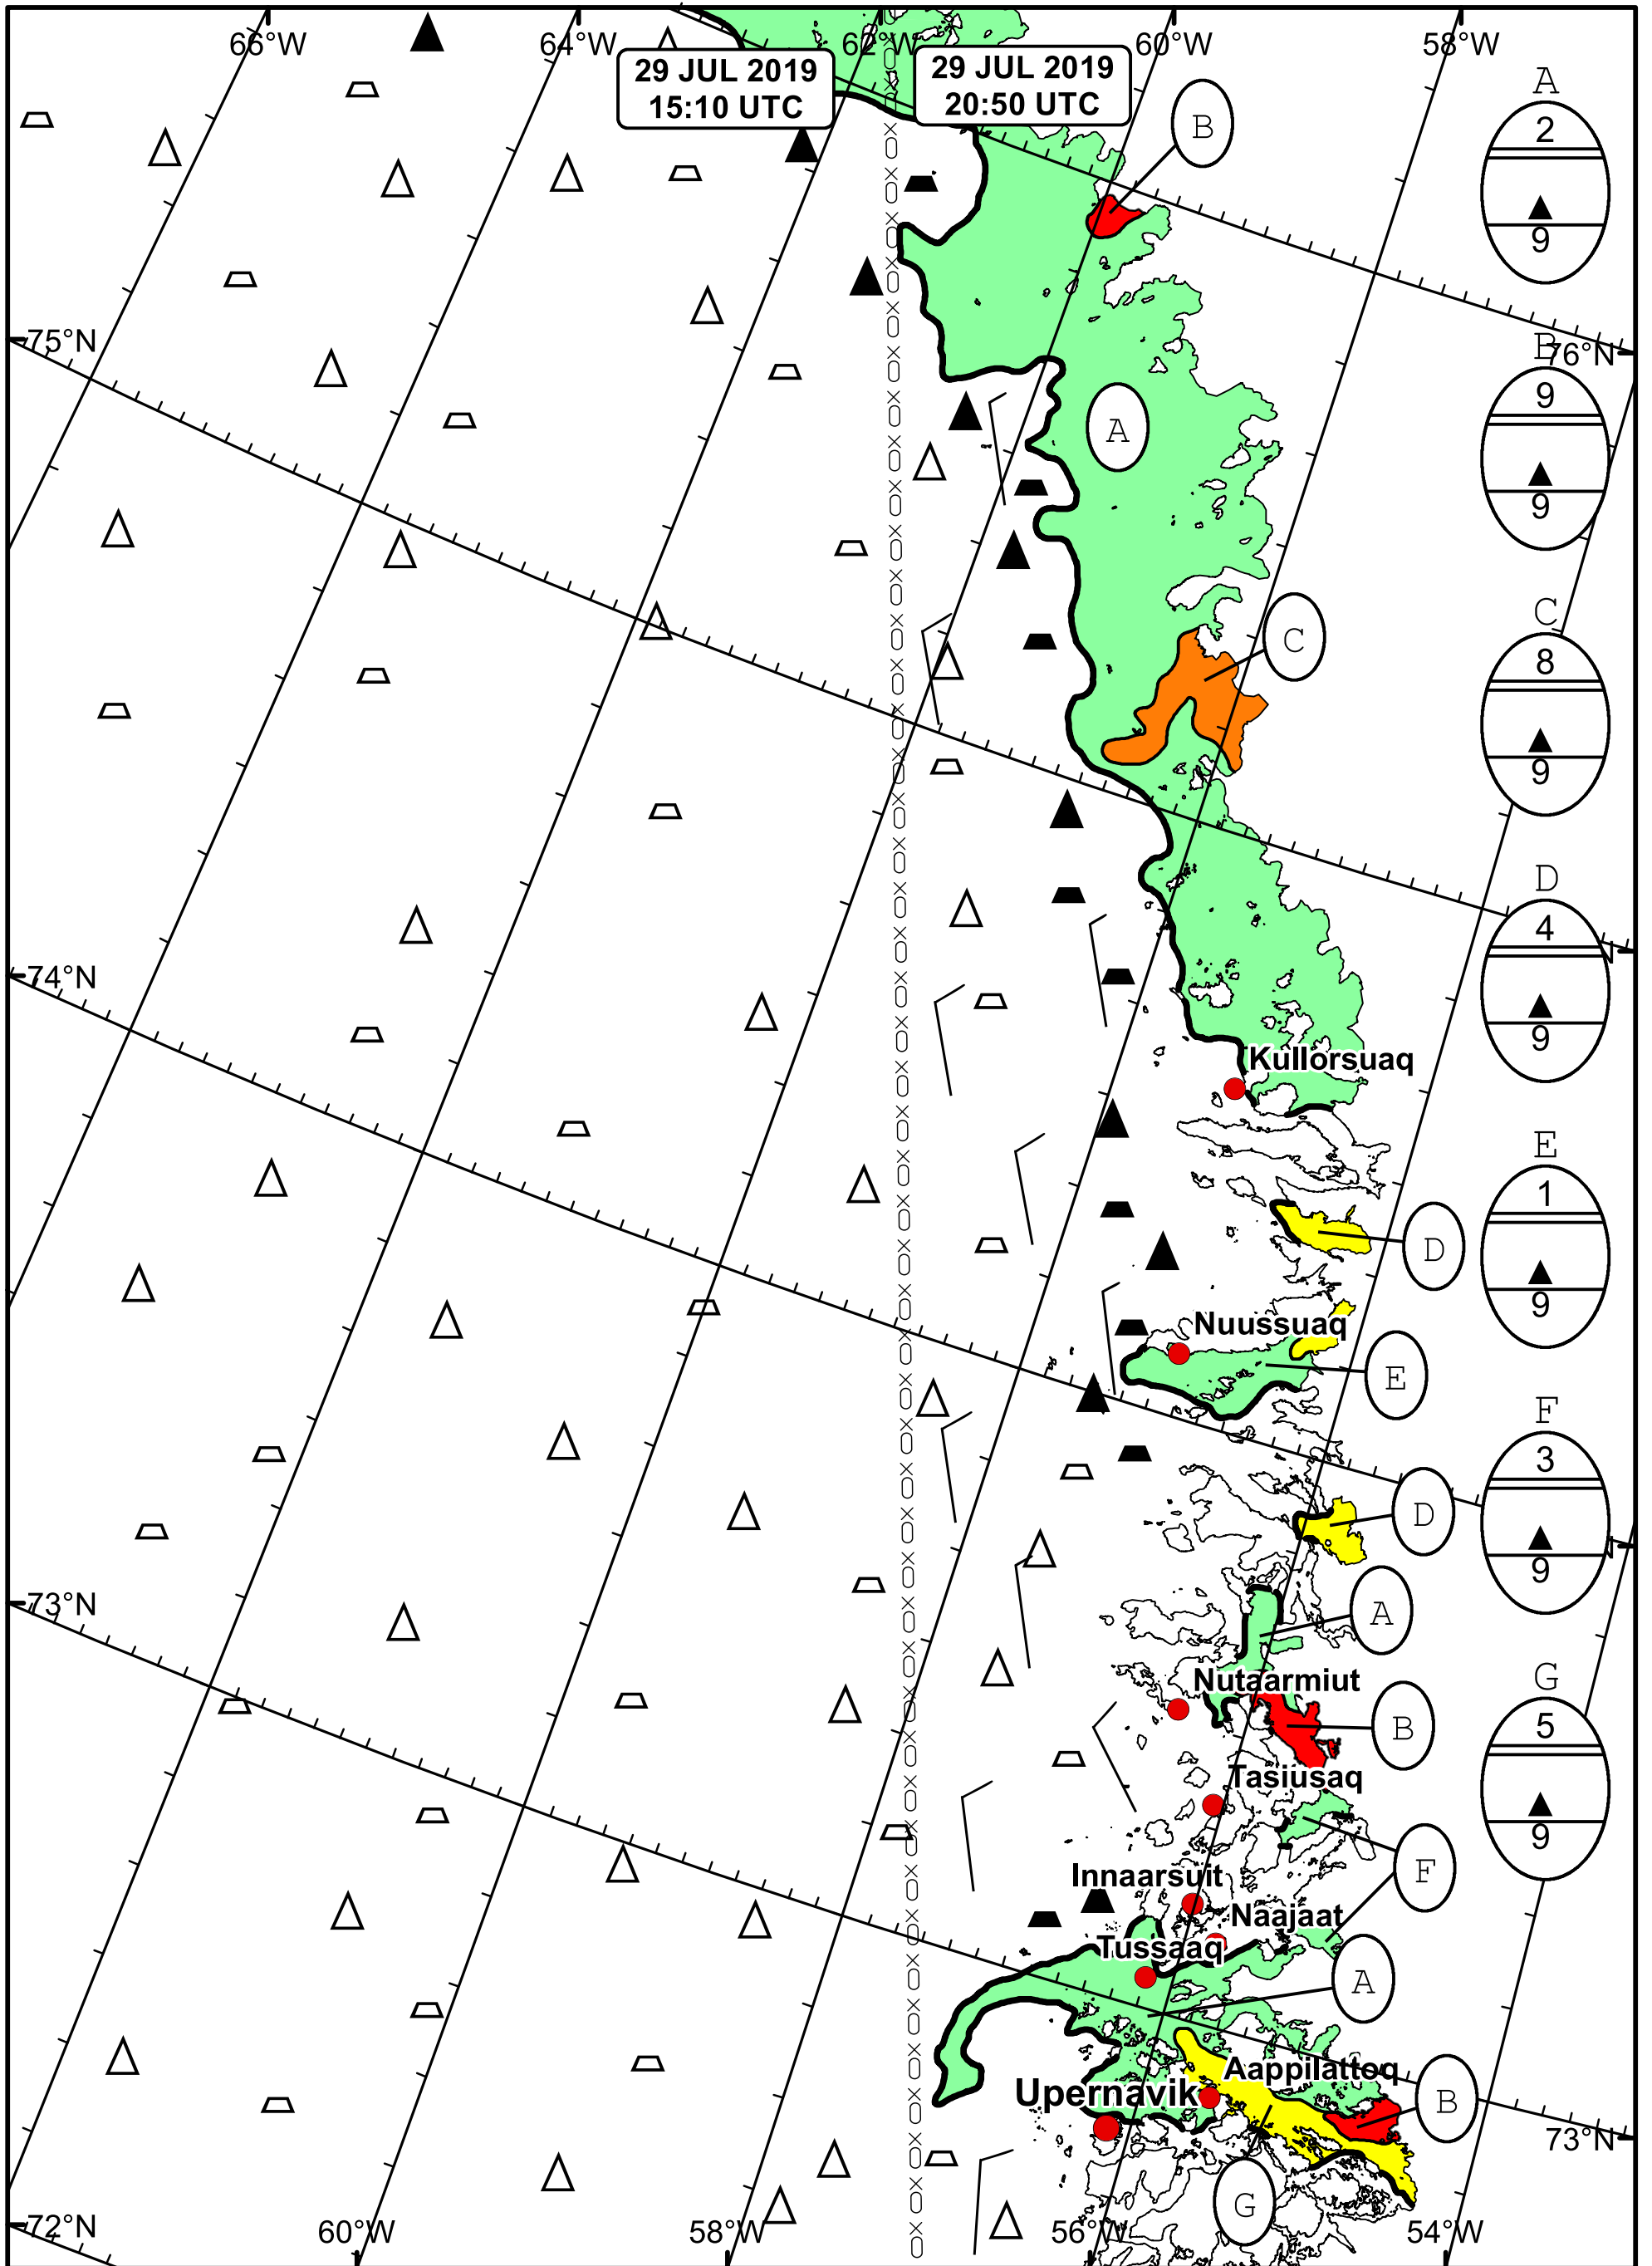 66°W
64°W
62°W
60°W
58°W
29 JUL 2019
15:10 UTC
29 JUL 2019
20:50 UTC
B
A
2
9
75°N
76°N
B
9
9
A
C
C
8
9
D
4
9
74°N
N
Kullorsuaq
E
1
9
D
Nuussuaq
E
F
3
9
D
N
73°N
A
Nutaarmiut
B
G
5
9
Tasiusaq
F
Innaarsuit
Naajaat
Tussaaq
A
Aappilattoq
Upernavik
B
73°N
G
72°N
60°W
58°W
56°W
54°W